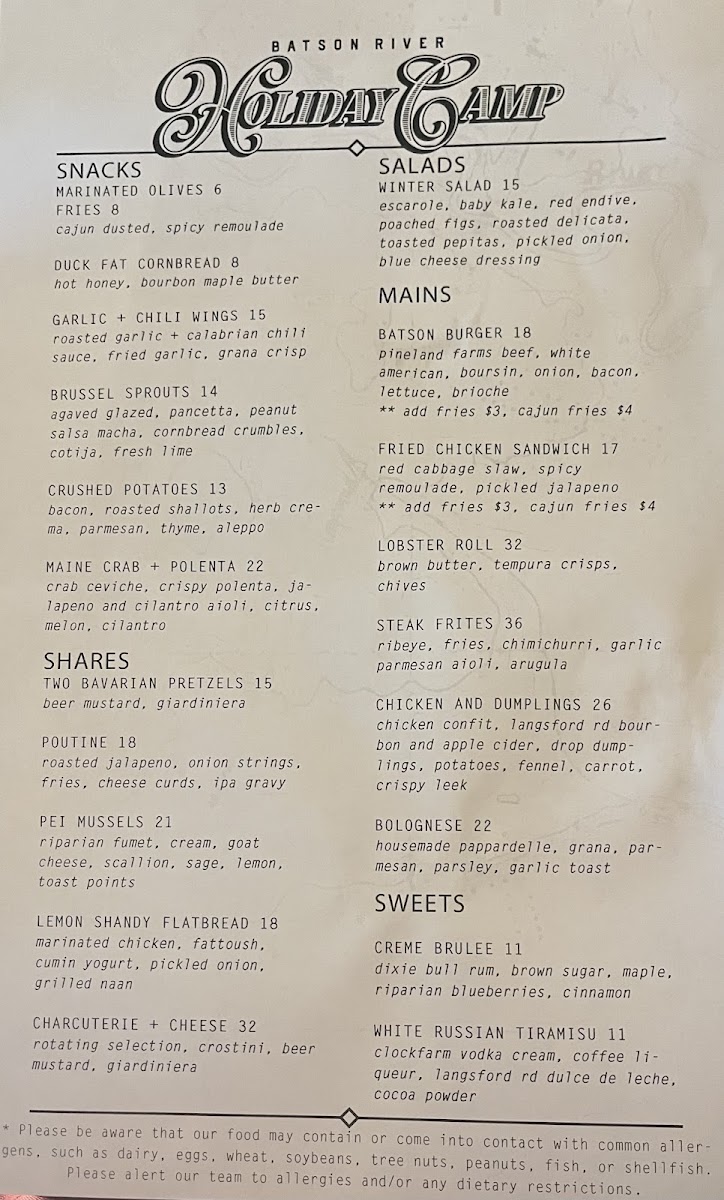 BATSON RIVER
HOLIDAY CAMP
SNACKS
MARINATED OLIVES 6
FRIES 8
cajun dusted, spicy remoulade
DUCK FAT CORNBREAD 8
hot honey, bourbon maple butter
GARLIC + CHILI WINGS 15
roasted garlic + calabrian chili
sauce, fried garlic, grana crisp
BRUSSEL SPROUTS 14
agaved glazed, pancetta, peanut
salsa macha, cornbread crumbles,
cotija, fresh lime
CRUSHED POTATOES 13
bacon, roasted shallots, herb cre-
ma, parmesan, thyme, aleppo
MAINE CRAB + POLENTA 22
crab ceviche, crispy polenta, ja-
lapeno and cilantro aioli, citrus,
melon, cilantro
SHARES
TWO BAVARIAN PRETZELS 15
beer mustard, giardiniera
POUTINE 18
roasted jalapeno, onion strings,
fries, cheese curds, ipa gravy
PEI MUSSELS 21
riparian fumet, cream, goat
cheese, scallion, sage, lemon,
toast points
LEMON SHANDY FLATBREAD 18
marinated chicken, fattoush,
cumin yogurt, pickled onion,
grilled naan
CHARCUTERIE + CHEESE 32
rotating selection, crostini, beer
mustard, giardiniera
SALADS
WINTER SALAD 15
escarole, baby kale, red endive,
poached figs, roasted delicata,
toasted pepitas, pickled onion,
blue cheese dressing
MAINS
BATSON BURGER 18
pineland farms beef, white
american, boursin, onion, bacon,
lettuce, brioche
** add fries $3, cajun fries $4
FRIED CHICKEN SANDWICH 17
red cabbage slaw, spicy
remoulade, pickled jalapeno
** add fries $3, cajun fries $4
LOBSTER ROLL 32
brown butter, tempura crisps,
chives
STEAK FRITES 36
ribeye, fries, chimichurri, garlic
parmesan aioli, arugula
CHICKEN AND DUMPLINGS 26
chicken confit, langsford rd bour-
bon and apple cider, drop dump-
lings, potatoes, fennel, carrot,
crispy leek
BOLOGNESE 22
housemade pappardelle, grana, par-
mesan, parsley, garlic toast
SWEETS
CREME BRULEE 11
dixie bull rum, brown sugar, maple,
riparian blueberries, cinnamon
WHITE RUSSIAN TIRAMISU 11
clockfarm vodka cream, coffee li-
queur, langsford rd dulce de leche,
cocoa powder
* Please be aware that our food may contain or come into contact with common aller-
gens, such as dairy, eggs, wheat, soybeans, tree nuts, peanuts, fish, or shellfish.
Please alert our team to allergies and/or any dietary restrictions.